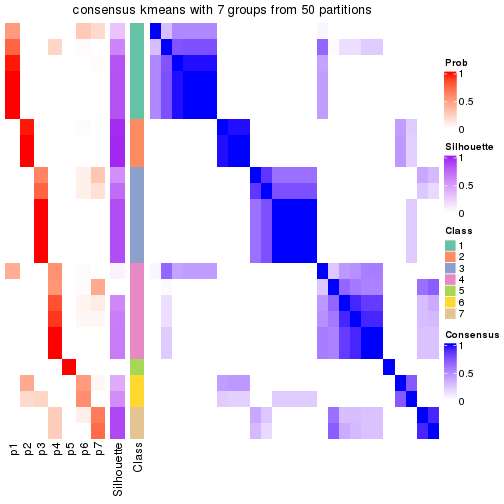 consensus kmeans with 7 groups from 50 partitions
Prob
1
0.5
0
Silhouette
1
0.5
0
Class
1
2
3
4
5
6
7
Consensus
1
0.5
0
p1
p2
p3
p4
p5
p6
p7
Silhouette
Class